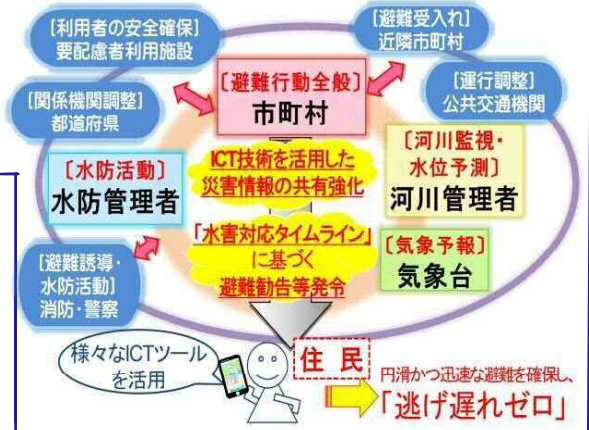 [利用者の安全確保]
要配慮者利用施設
[避難受入れ]
近隣市町村
[関係機関調整]
都道府県
〔避難行動全般〕
市町村
[運行調整]
公共交通機関
〔水防活動〕
水防管理者
ICT技術を活用した
災害情報の共有強化
〔河川監視・
水位予測〕
河川管理者
「水害対応タイムライン」
に基づく
避難勧告等発令
〔気象予報〕
気象台
[避難誘導・
水防活動]
消防・警察
様々なICTツール
を活用
住民
円滑かつ迅速な避難を確保し、
「逃げ遅れゼロ」